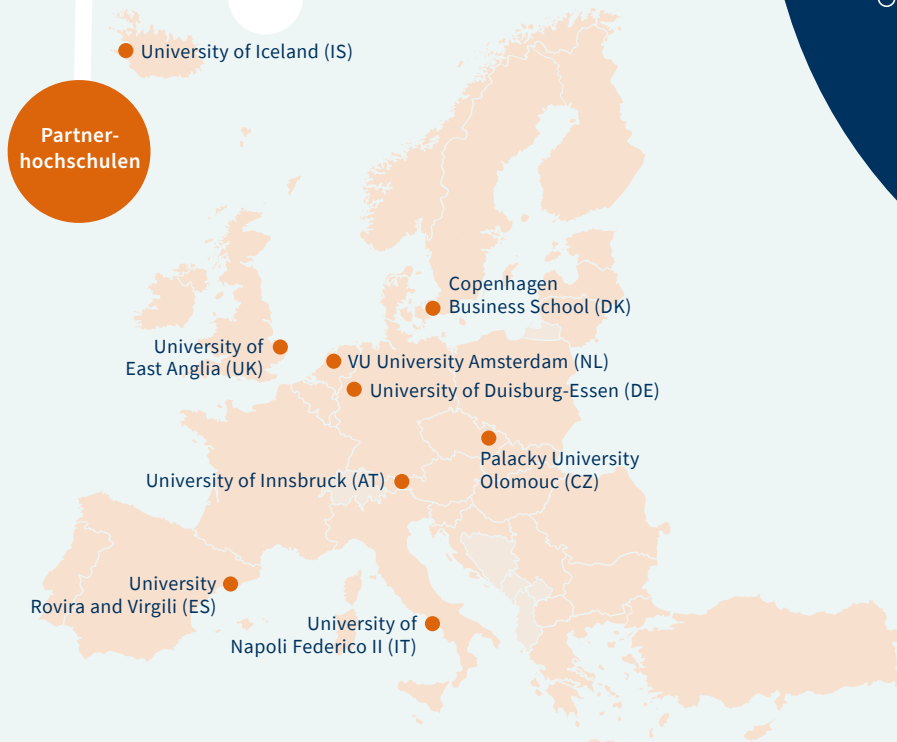 University of Iceland (IS)
Partner-
hochschulen
Copenhagen
Business School (DK)
University of
East Anglia (UK)
VU University Amsterdam (NL)
University of Duisburg-Essen (DE)
Palacky University
Olomouc (CZ)
University of Innsbruck (AT)
University
Rovira and Virgili (ES)
University of
Napoli Federico II (IT)